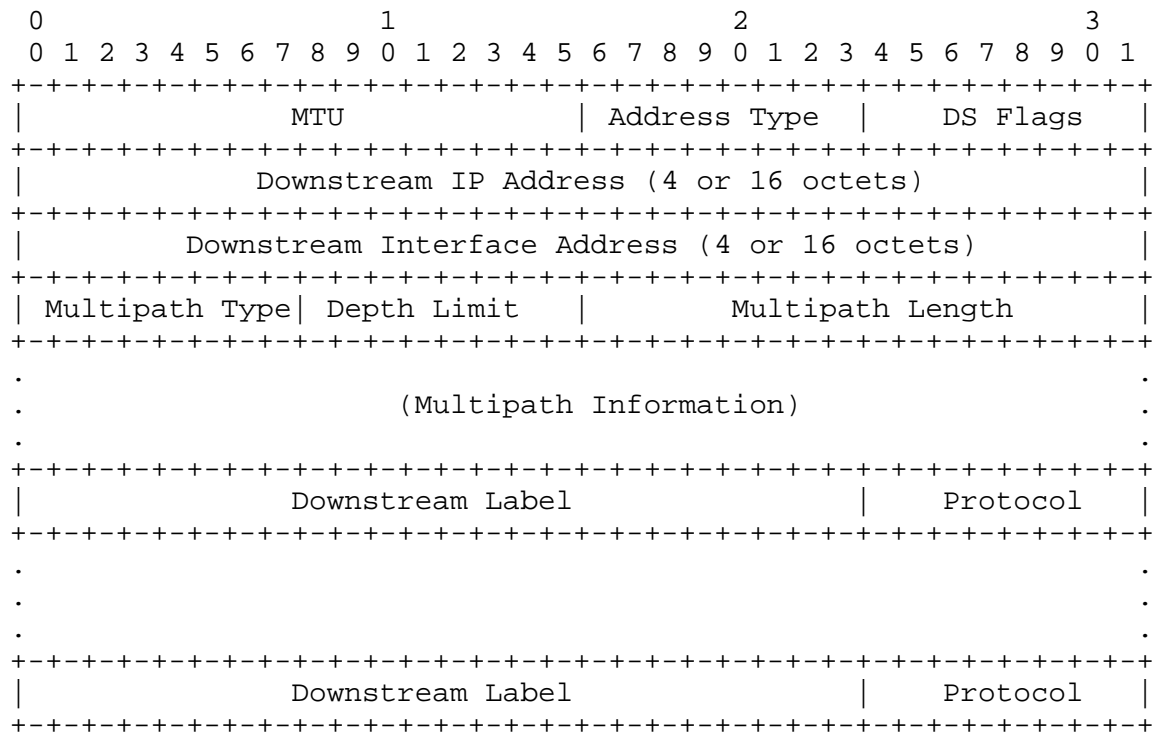 0                   1                   2                   3
 0 1 2 3 4 5 6 7 8 9 0 1 2 3 4 5 6 7 8 9 0 1 2 3 4 5 6 7 8 9 0 1
+-+-+-+-+-+-+-+-+-+-+-+-+-+-+-+-+-+-+-+-+-+-+-+-+-+-+-+-+-+-+-+-+
|               MTU             | Address Type  |    DS Flags   |
+-+-+-+-+-+-+-+-+-+-+-+-+-+-+-+-+-+-+-+-+-+-+-+-+-+-+-+-+-+-+-+-+
|             Downstream IP Address (4 or 16 octets)            |
+-+-+-+-+-+-+-+-+-+-+-+-+-+-+-+-+-+-+-+-+-+-+-+-+-+-+-+-+-+-+-+-+
|         Downstream Interface Address (4 or 16 octets)         |
+-+-+-+-+-+-+-+-+-+-+-+-+-+-+-+-+-+-+-+-+-+-+-+-+-+-+-+-+-+-+-+-+
| Multipath Type| Depth Limit   |        Multipath Length       |
+-+-+-+-+-+-+-+-+-+-+-+-+-+-+-+-+-+-+-+-+-+-+-+-+-+-+-+-+-+-+-+-+
.                                                               .
.                     (Multipath Information)                   .
.                                                               .
+-+-+-+-+-+-+-+-+-+-+-+-+-+-+-+-+-+-+-+-+-+-+-+-+-+-+-+-+-+-+-+-+
|               Downstream Label                |    Protocol   |
+-+-+-+-+-+-+-+-+-+-+-+-+-+-+-+-+-+-+-+-+-+-+-+-+-+-+-+-+-+-+-+-+
.                                                               .
.                                                               .
.                                                               .
+-+-+-+-+-+-+-+-+-+-+-+-+-+-+-+-+-+-+-+-+-+-+-+-+-+-+-+-+-+-+-+-+
|               Downstream Label                |    Protocol   |
+-+-+-+-+-+-+-+-+-+-+-+-+-+-+-+-+-+-+-+-+-+-+-+-+-+-+-+-+-+-+-+-+